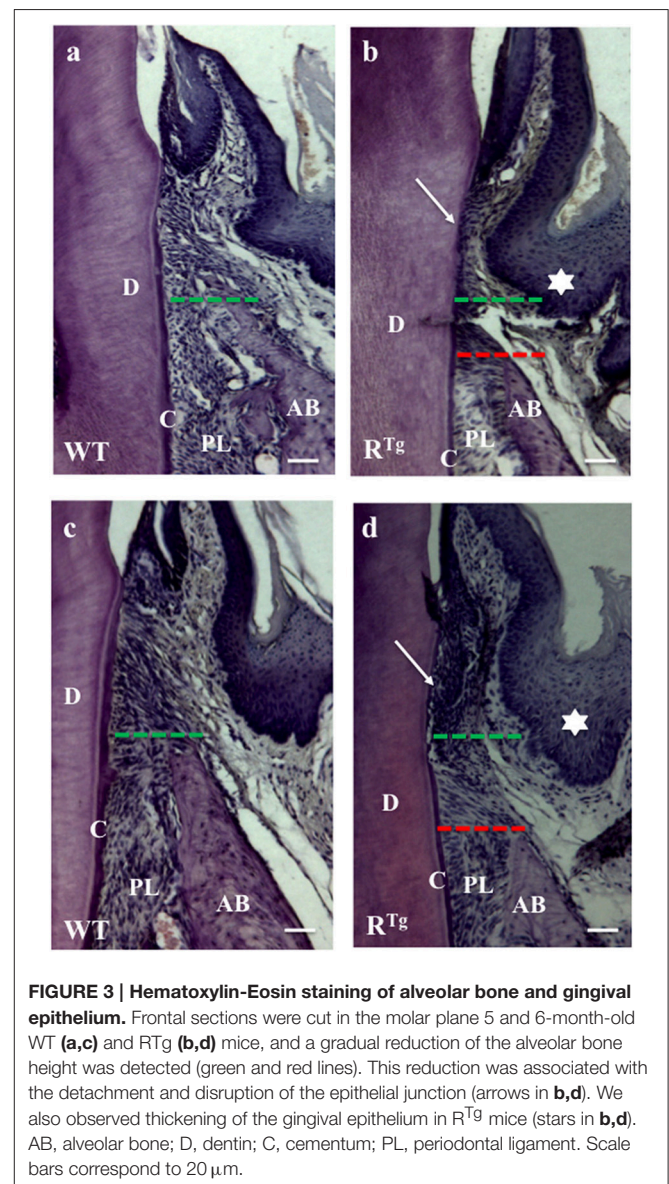 a
b
D
D
C
PL
AB
WT
C
PL
AB
R^Tg
c
d
D
D
C
PL
AB
WT
C
PL
AB
R^Tg
FIGURE 3 | Hematoxylin-Eosin staining of alveolar bone and gingival
epithelium. Frontal sections were cut in the molar plane 5 and 6-month-old
WT (a,c) and RTg (b,d) mice, and a gradual reduction of the alveolar bone
height was detected (green and red lines). This reduction was associated with
the detachment and disruption of the epithelial junction (arrows in b,d). We
also observed thickening of the gingival epithelium in R^Tg mice (stars in b,d).
AB, alveolar bone; D, dentin; C, cementum; PL, periodontal ligament. Scale
bars correspond to 20 μm.